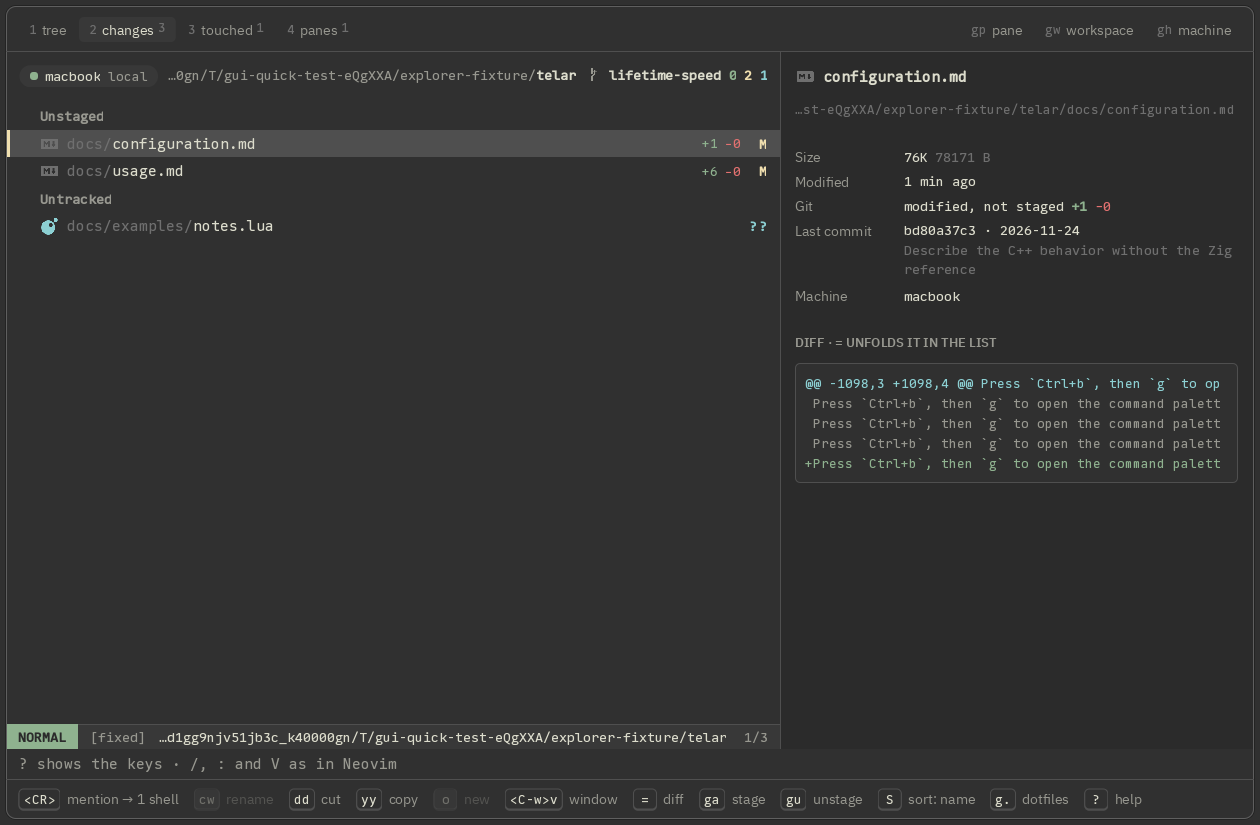 1 tree 2 changes 3 3 touched 1 4 panes 1 gp pane gw workspace gh machine
macbook local …0gn/T/gui-quick-test-eQgXXA/explorer-fixture/telar lifetime-speed 0 2 1
Unstaged
docs/configuration.md +1 -0 M
docs/usage.md +6 -0 M
Untracked
docs/examples/notes.lua ??
configuration.md
…st-eQgXXA/explorer-fixture/telar/docs/configuration.md
Size 76K 78171 B
Modified 1 min ago
Git modified, not staged +1 -0
Last commit bd80a37c3 · 2026-11-24
Describe the C++ behavior without the Zig
reference
Machine macbook
DIFF · = UNFOLDS IT IN THE LIST
@@ -1098,3 +1098,4 @@ Press `Ctrl+b`, then `g` to op
Press `Ctrl+b`, then `g` to open the command palett
Press `Ctrl+b`, then `g` to open the command palett
Press `Ctrl+b`, then `g` to open the command palett
+Press `Ctrl+b`, then `g` to open the command palett
NORMAL [fixed] …d1gg9njv51jb3c_k40000gn/T/gui-quick-test-eQgXXA/explorer-fixture/telar 1/3
? shows the keys · /, : and V as in Neovim
<CR> mention → 1 shell cw rename dd cut yy copy o new <C-w>v window = diff ga stage gu unstage S sort: name g. dotfiles ? help